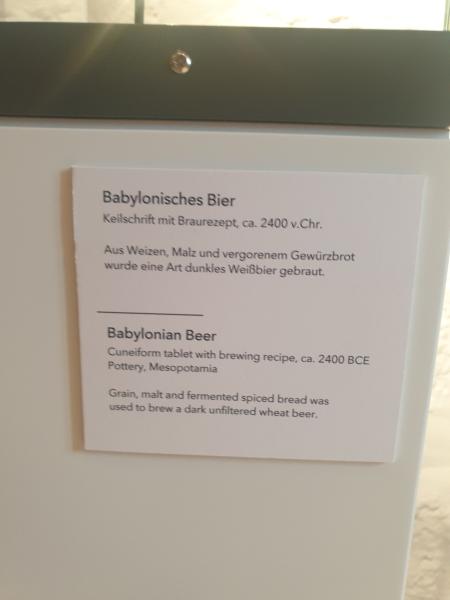 Babylonisches Bier
Keilschrift mit Braurezept, ca. 2400 v.Chr.
Aus Weizen, Malz und vergorenem Gewürzbrot
wurde eine Art dunkles Weißbier gebraut.
Babylonian Beer
Cuneiform tablet with brewing recipe, ca. 2400 BCE
Pottery, Mesopotamia
Grain, malt and fermented spiced bread was
used to brew a dark unfiltered wheat beer.